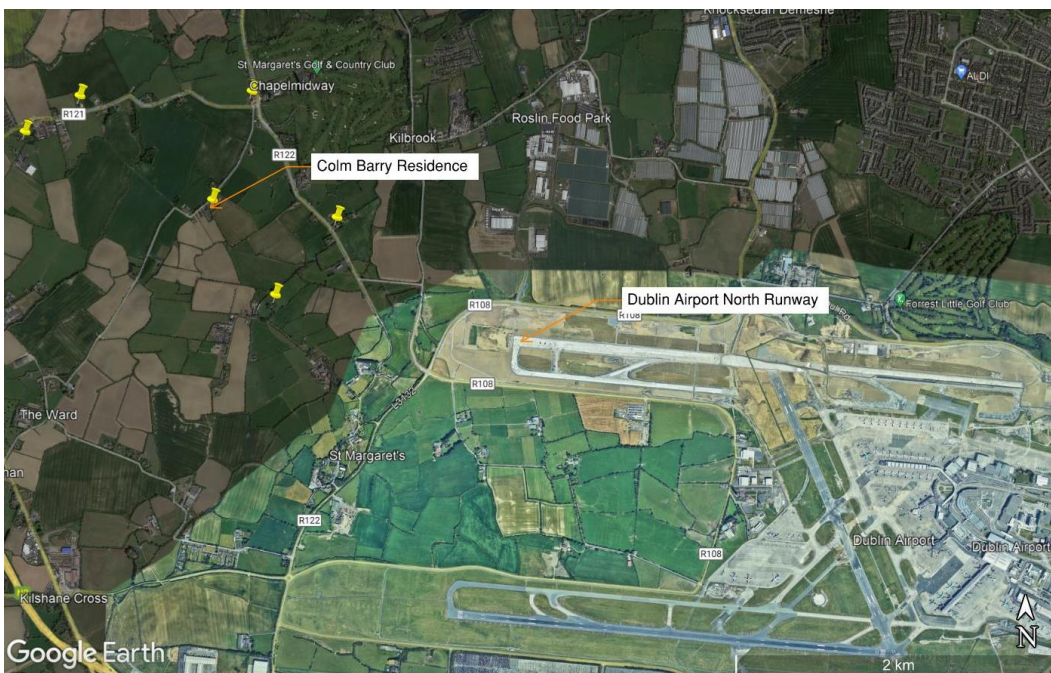 Knocksedan Demesne
St. Margaret's Golf & Country Club
Chapelmidway
ALDI
R121
Roslin Food Park
Kilbrook
R122
Colm Barry Residence
Dublin Airport North Runway
R108
R108
Forrest Little Golf Club
R108
The Ward
St Margaret's
R122
Dublin Airport
Dublin Airport
R108
Kilshane Cross
N
Google Earth
2 km